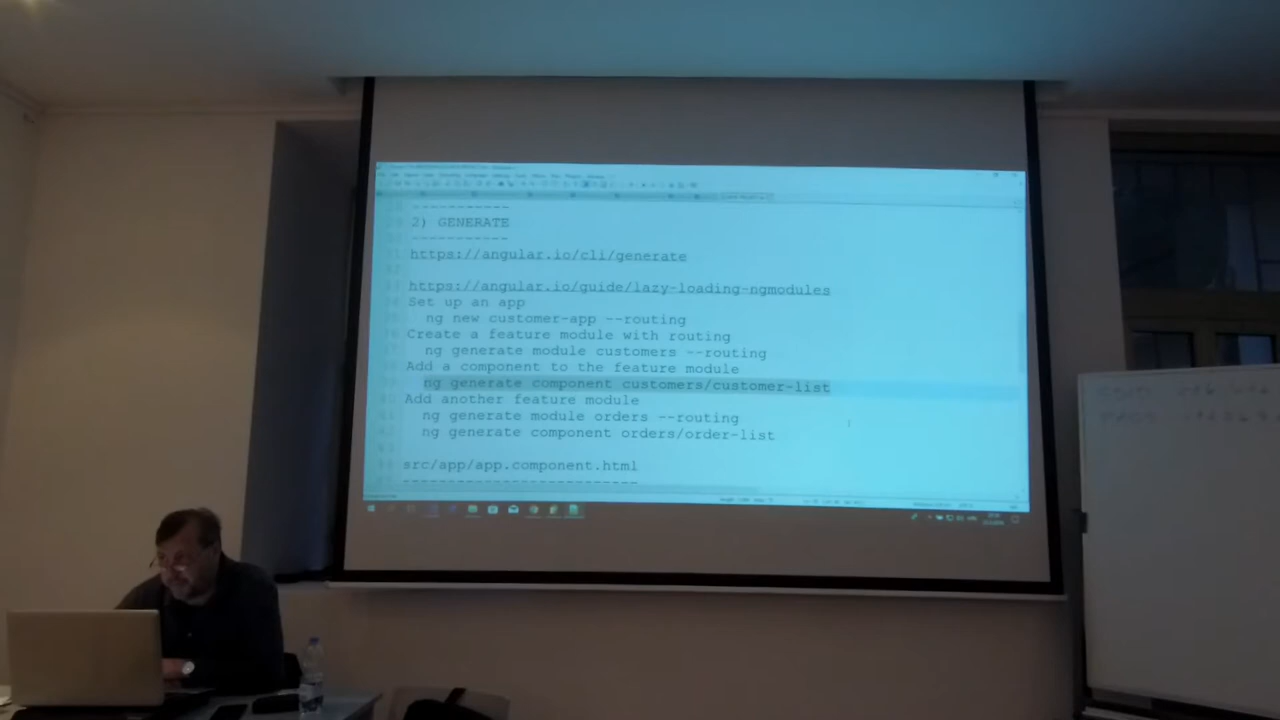 -----------
2) GENERATE
-----------
https://angular.io/cli/generate
https://angular.io/guide/lazy-loading-ngmodules
Set up an app
ng new customer-app --routing
Create a feature module with routing
ng generate module customers --routing
Add a component to the feature module
ng generate component customers/customer-list
Add another feature module
ng generate module orders --routing
ng generate component orders/order-list
src/app/app.component.html
--------------------------